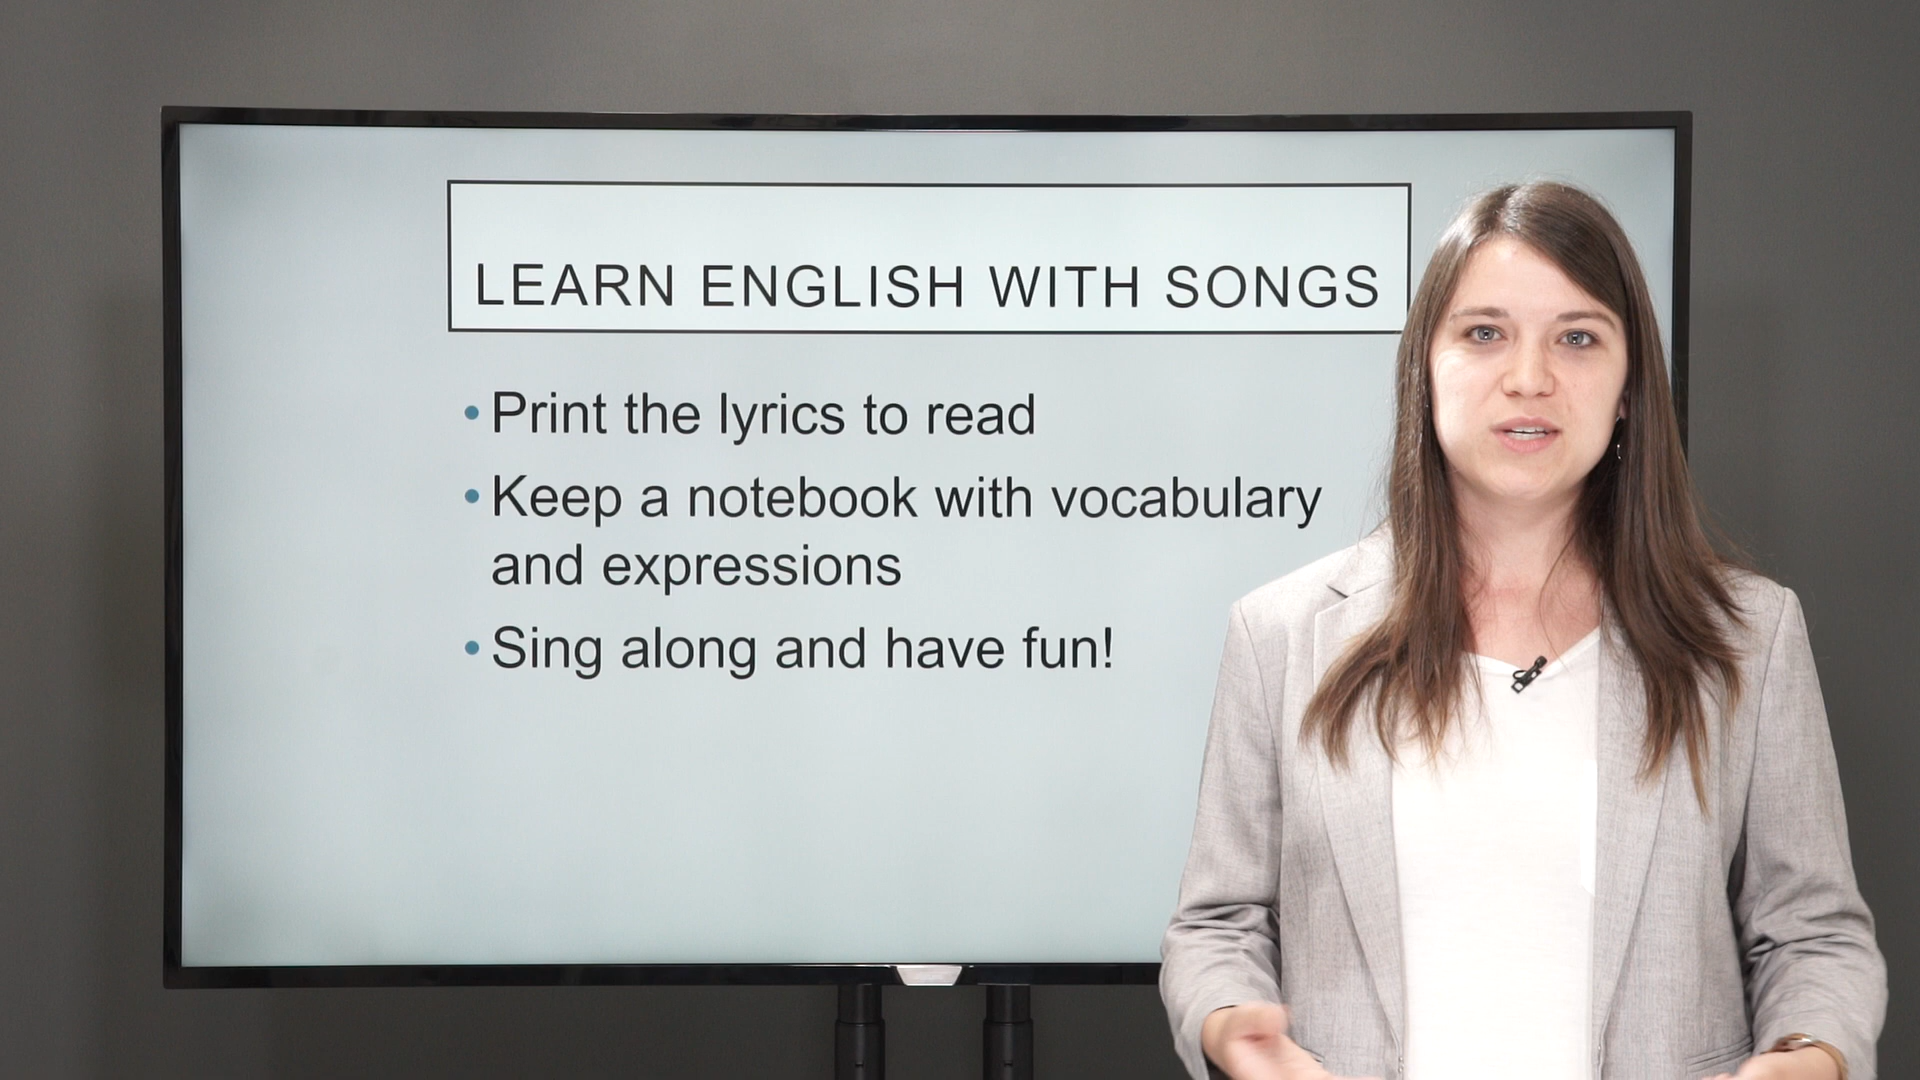 LEARN ENGLISH WITH SONGS
• Print the lyrics to read
• Keep a notebook with vocabulary
and expressions
• Sing along and have fun!